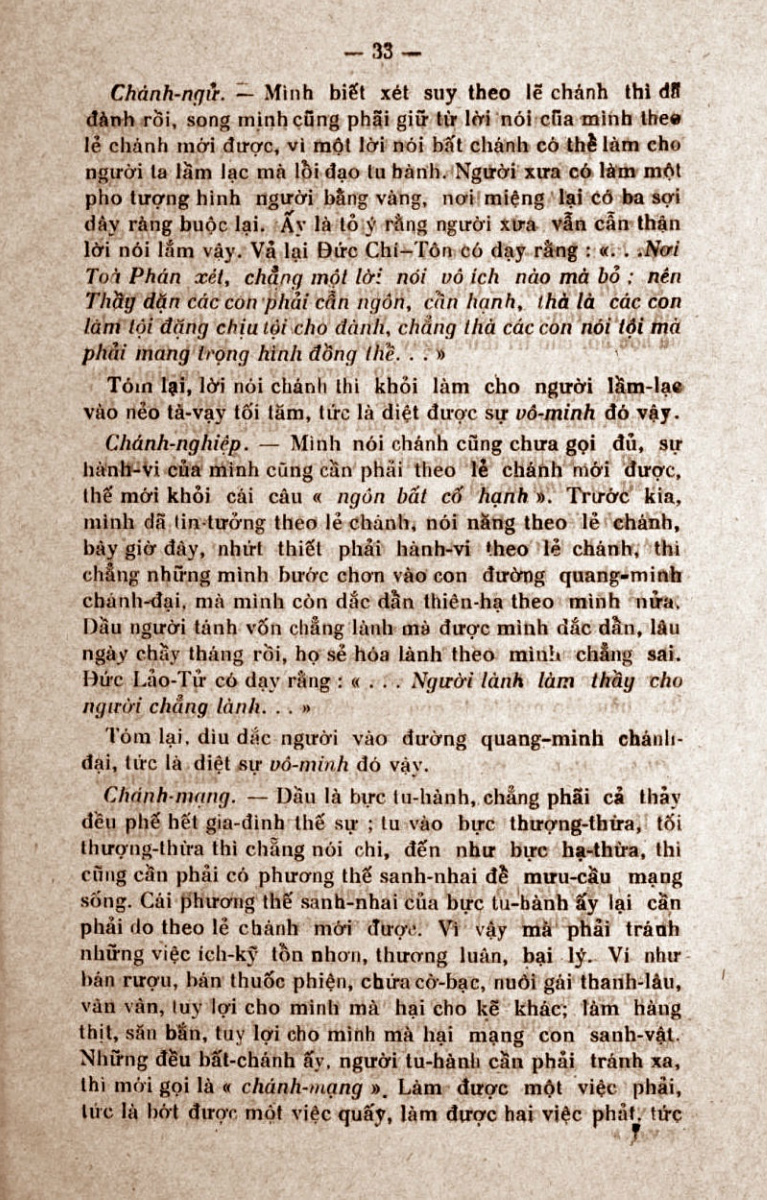 — 33 —
Chánh-ngữ. — Mình biết xét suy theo lẽ chánh thì đã
đành rồi, song mình cũng phãi giữ từ lời nói cũa mình theo
lẻ chánh mới được, vì một lời nói bất chánh có thề làm cho
người ta lầm lạc mà lỗi đạo tu hành. Người xưa có làm một
pho tượng hình người bằng vàng, nơi miệng lại có ba sợi
dây ràng buộc lại. Ấy là tỏ ý rằng người xưa vẫn cẩn thận
lời nói lắm vậy. Vả lại Đức Chí-Tôn có dạy rằng : «. . .Nơi
Toà Phán xét, chẳng một lời nói vô ích nào mà bỏ ; nên
Thầy dặn các con phải cẩn ngôn, cẩn hạnh, thà là các con
làm tội đặng chịu tội cho đành, chẳng thà các con nói tội mà
phải mang trọng hình đồng thề. . . »
Tóm lại, lời nói chánh thì khỏi làm cho người lầm-lạc
vào nẻo tà-vạy tối tăm, tức là diệt được sự vô-minh đó vậy.
Chánh-nghiệp. — Mình nói chánh cũng chưa gọi đủ, sự
hành-vi của mình cũng cần phải theo lẻ chánh mới được,
thế mới khỏi cái câu « ngôn bất cố hạnh ». Trước kia,
mình đã tin-tưởng theo lẻ chánh, nói năng theo lẻ chánh,
bây giờ đây, nhứt thiết phải hành-vi theo lẻ chánh, thì
chẳng những mình bước chơn vào con đường quang-minh
chánh-đại, mà mình còn dắc dẫn thiên-hạ theo mình nửa.
Dầu người tánh vốn chẳng lành mà được mình dắc dẫn, lâu
ngày chầy tháng rồi, họ sẻ hóa lành theo mình chẳng sai.
Đức Lảo-Tử có dạy rằng : « . . . Người lành làm thầy cho
người chẳng lành. . . »
Tóm lại, dìu dắc người vào đường quang-minh chánh-
đại, tức là diệt sự vô-minh đó vậy.
Chánh-mạng. — Dầu là bực tu-hành, chẳng phãi cả thảy
đều phế hết gia-đình thế sự ; tu vào bực thượng-thừa, tối
thượng-thừa thì chẳng nói chi, đến như bực hạ-thừa, thì
cũng cần phải có phương thế sanh-nhai đề mưu-cầu mạng
sống. Cái phương thế sanh-nhai của bực tu-hành ấy lại cần
phải do theo lẻ chánh mới được. Vì vậy mà phải tránh
những việc ích-kỹ tồn nhơn, thương luân, bại lý. Ví như
bán rượu, bán thuốc phiện, chứa cờ-bạc, nuôi gái thanh-lâu,
vân vân, tuy lợi cho mình mà hại cho kẽ khác; làm hàng
thịt, săn bắn, tuy lợi cho mình mà hại mạng con sanh-vật.
Những đều bất-chánh ấy, người tu-hành cần phải tránh xa,
thì mới gọi là « chánh-mạng ». Làm được một việc phải,
tức là bớt được một việc quấy, làm được hai việc phải, tức